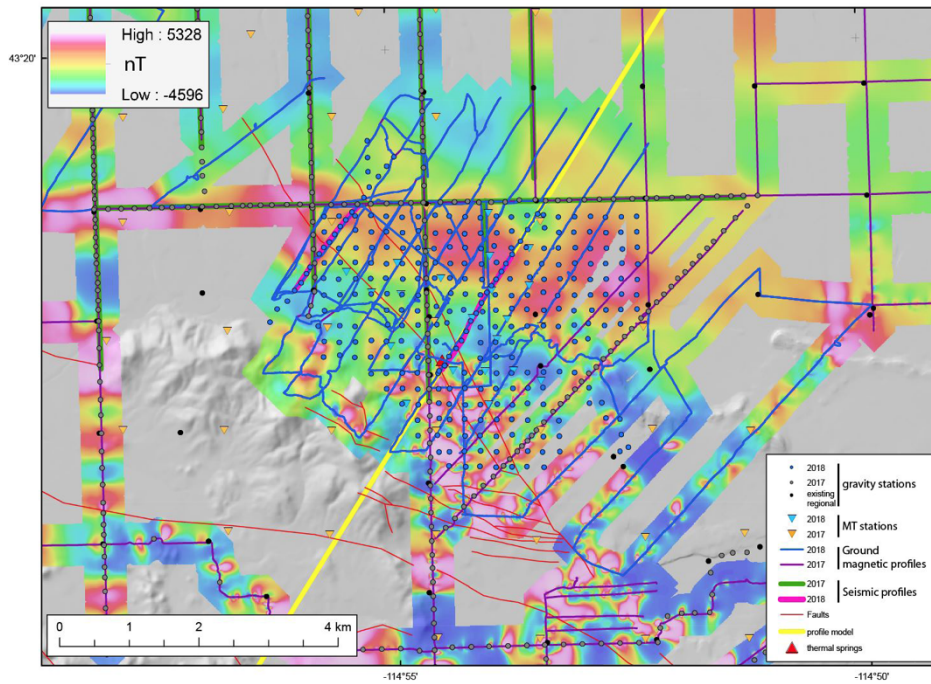 High : 5328
nT
Low : -4596
43°20'
2018
2017
existing
regional
gravity stations
2018
2017
MT stations
2018
2017
Ground
magnetic profiles
2017
2018
Seismic profiles
Faults
profile model
thermal springs
0 1 2 4 km
-114°55' -114°50'